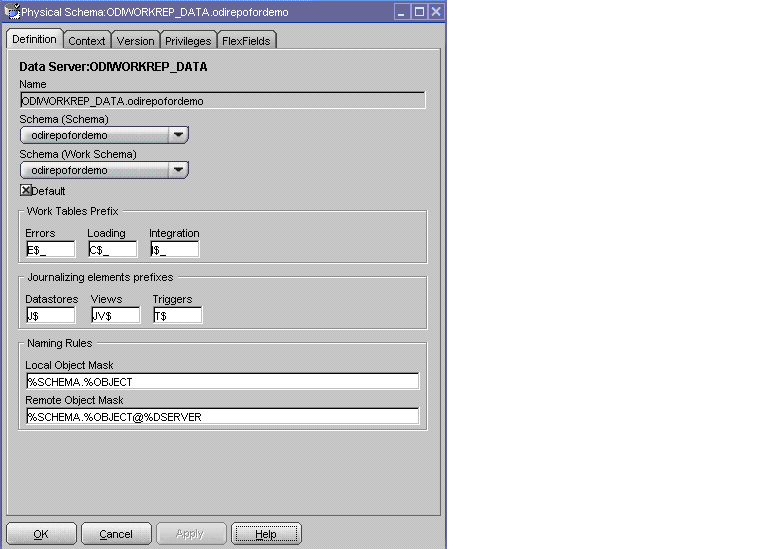 Physical Schema:ODIWORKREP_DATA.odirepofordemo
Definition Context Version Privileges FlexFields
Data Server:ODIWORKREP_DATA
Name
ODIWORKREP_DATA.odirepofordemo
Schema (Schema)
odirepofordemo
Schema (Work Schema)
odirepofordemo
Default
Work Tables Prefix
Errors Loading Integration
E$_ C$_ I$_
Journalizing elements prefixes
Datastores Views Triggers
J$ JV$ T$
Naming Rules
Local Object Mask
%SCHEMA.%OBJECT
Remote Object Mask
%SCHEMA.%OBJECT@%DSERVER
OK Cancel Apply Help